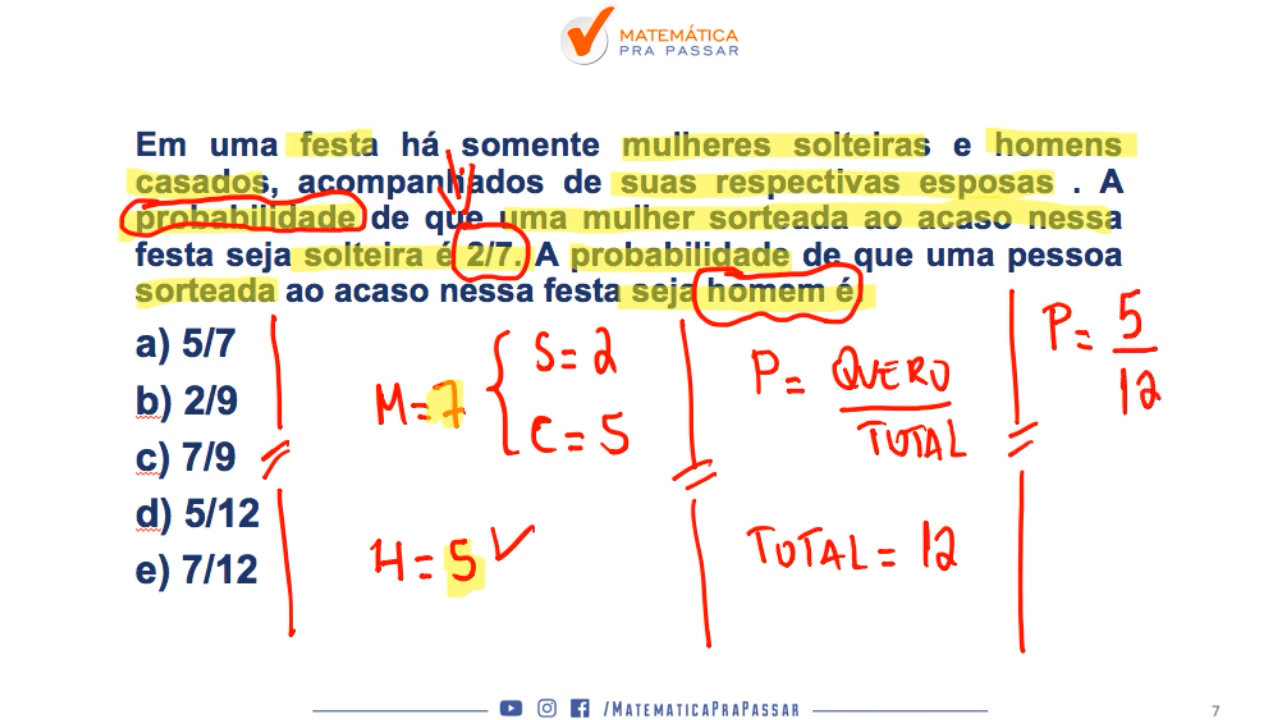 MATEMÁTICA
PRA PASSAR
Em uma festa há somente mulheres solteiras e homens
casados, acompanhados de suas respectivas esposas . A
probabilidade de que uma mulher sorteada ao acaso nessa
festa seja solteira é 2/7. A probabilidade de que uma pessoa
sorteada ao acaso nessa festa seja homem é
a) 5/7
b) 2/9
c) 7/9
d) 5/12
e) 7/12
M=7
S=2
C=5
H=5
P= QUERO
TOTAL
TOTAL=12
P= 5
12
/MATEMATICAPRAPASSAR
7